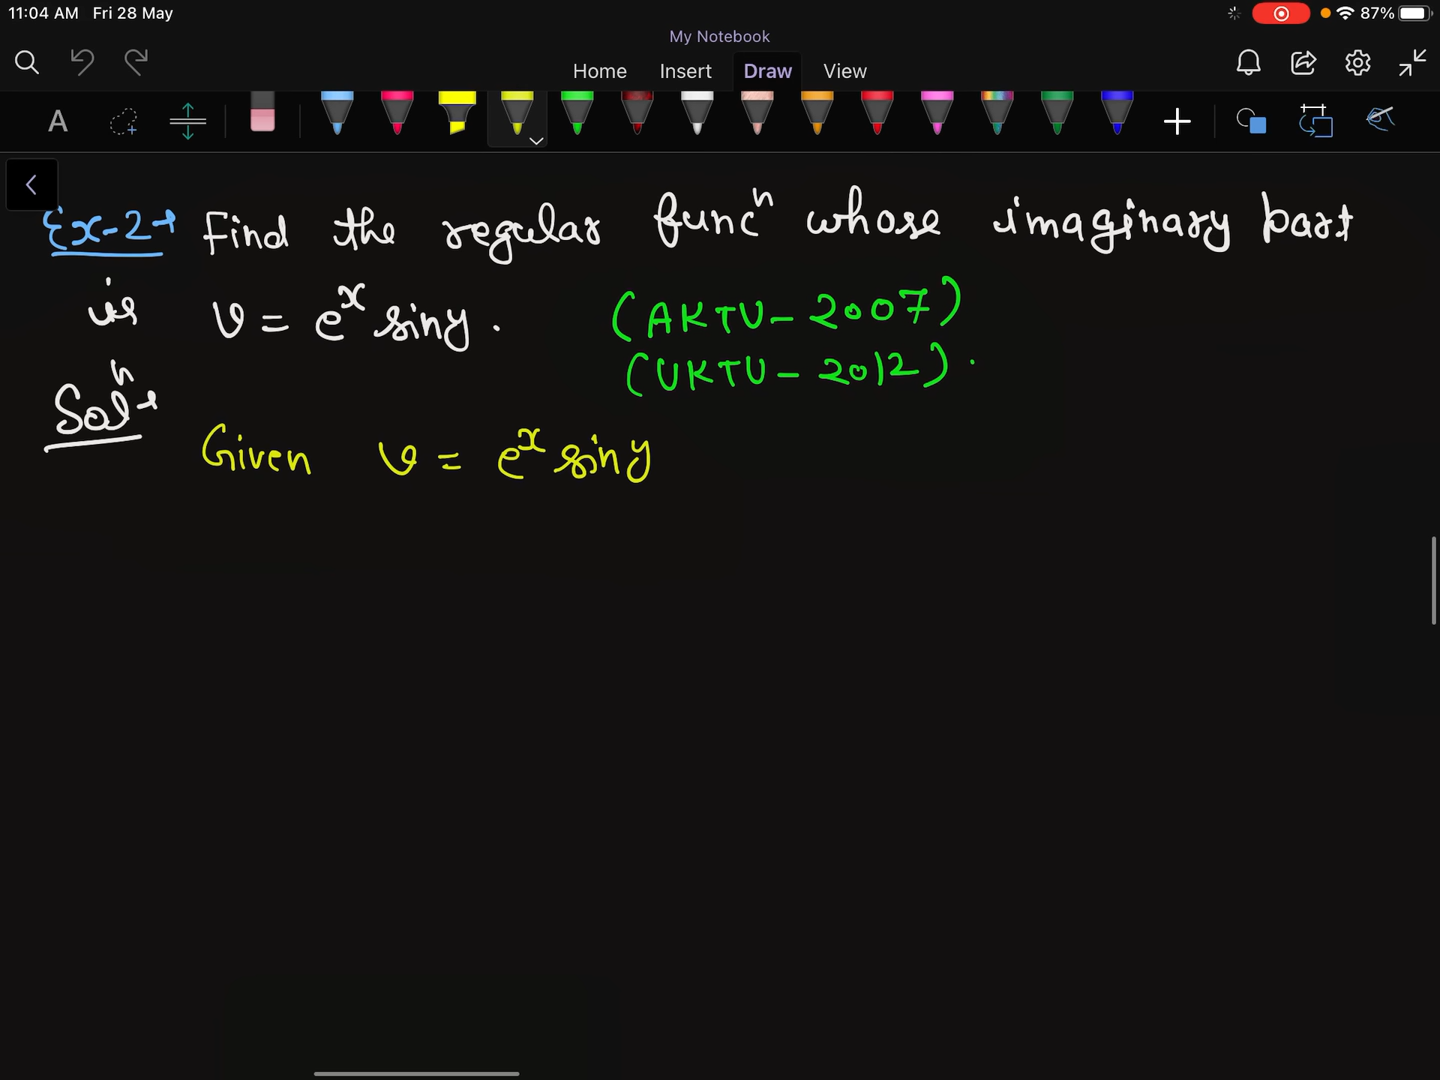 11:04 AM Fri 28 May 87%
My Notebook
Home Insert Draw View
A
Ex-2→ Find the regular funcⁿ whose imaginary part
is v = eˣ siny. (AKTU - 2007)
(UKTU - 2012).
Solⁿ→
Given v = eˣ siny